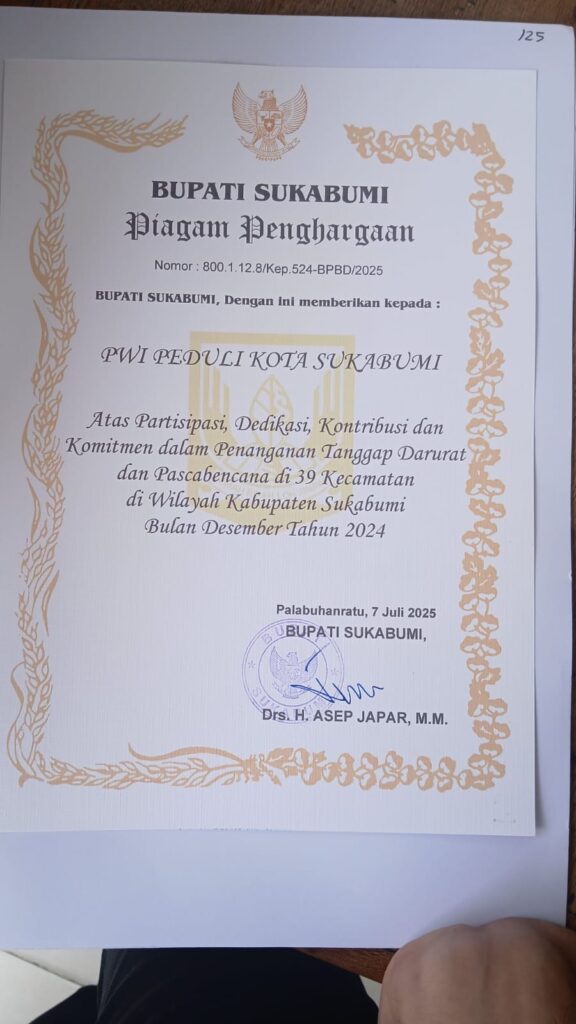 125
BUPATI SUKABUMI
Piagam Penghargaan
Nomor : 800.1.12.8/Kep.524-BPBD/2025
BUPATI SUKABUMI, Dengan ini memberikan kepada :
PWI PEDULI KOTA SUKABUMI
Atas Partisipasi, Dedikasi, Kontribusi dan
Komitmen dalam Penanganan Tanggap Darurat
dan Pascabencana di 39 Kecamatan
di Wilayah Kabupaten Sukabumi
Bulan Desember Tahun 2024
Palabuhanratu, 7 Juli 2025
BUPATI SUKABUMI,
BUPATI
SUKABUMI
Drs. H. ASEP JAPAR, M.M.